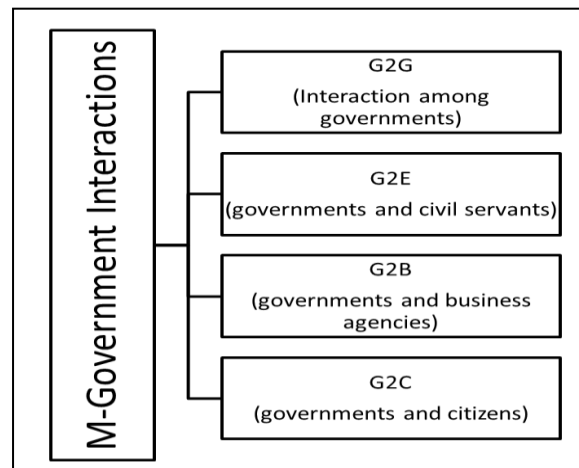 M-Government Interactions
G2G
(Interaction among
governments)
G2E
(governments and civil servants)
G2B
(governments and business
agencies)
G2C
(governments and citizens)